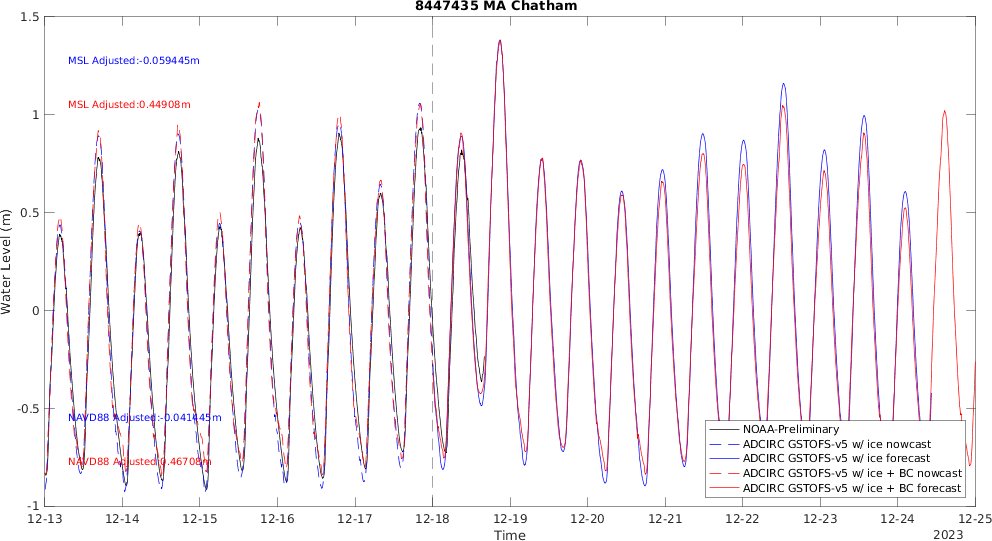 8447435 MA Chatham
1.5
1
0.5
0
-0.5
-1
Water Level (m)
MSL Adjusted:-0.059445m
MSL Adjusted:0.44908m
NAVD88 Adjusted:-0.041445m
NAVD88 Adjusted:0.46708m
NOAA-Preliminary
ADCIRC GSTOFS-v5 w/ ice nowcast
ADCIRC GSTOFS-v5 w/ ice forecast
ADCIRC GSTOFS-v5 w/ ice + BC nowcast
ADCIRC GSTOFS-v5 w/ ice + BC forecast
12-13 12-14 12-15 12-16 12-17 12-18 12-19 12-20 12-21 12-22 12-23 12-24 12-25
Time
2023